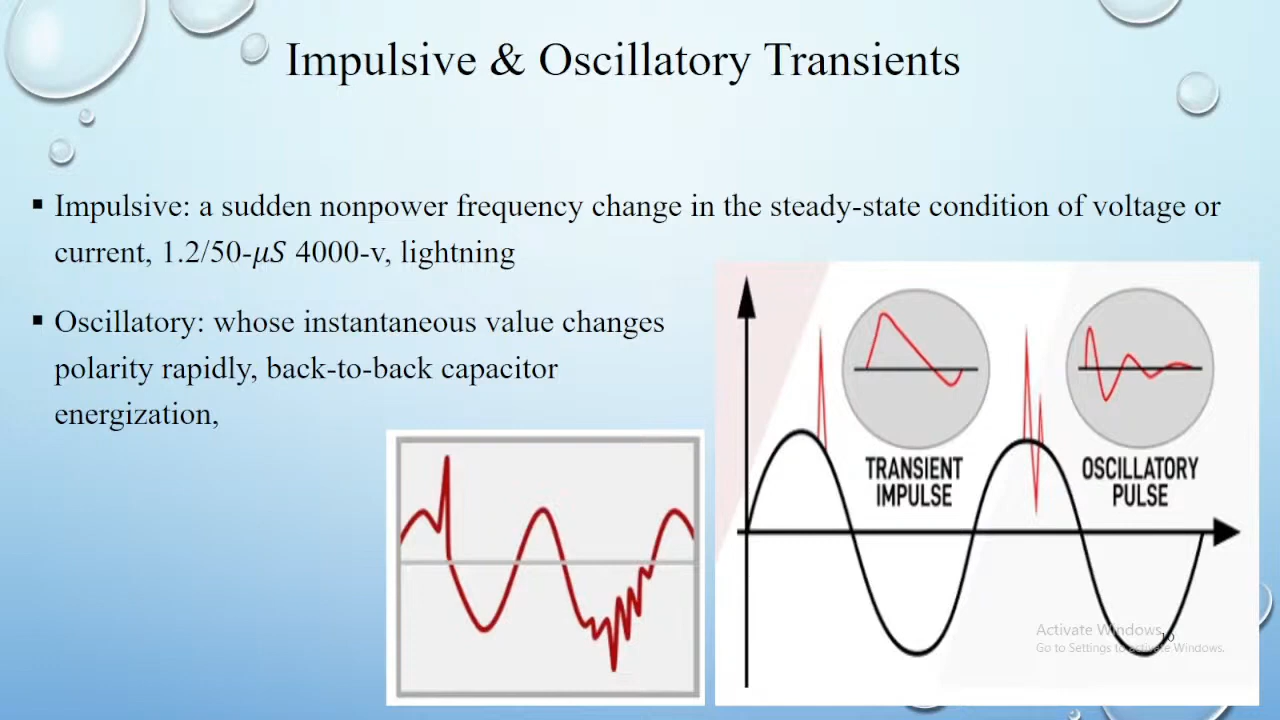 Impulsive & Oscillatory Transients
▪ Impulsive: a sudden nonpower frequency change in the steady-state condition of voltage or
current, 1.2/50-𝜇𝑆 4000-v, lightning
▪ Oscillatory: whose instantaneous value changes
polarity rapidly, back-to-back capacitor
energization,
TRANSIENT
IMPULSE
OSCILLATORY
PULSE
Activate Windows
10
Go to Settings to activate Windows.